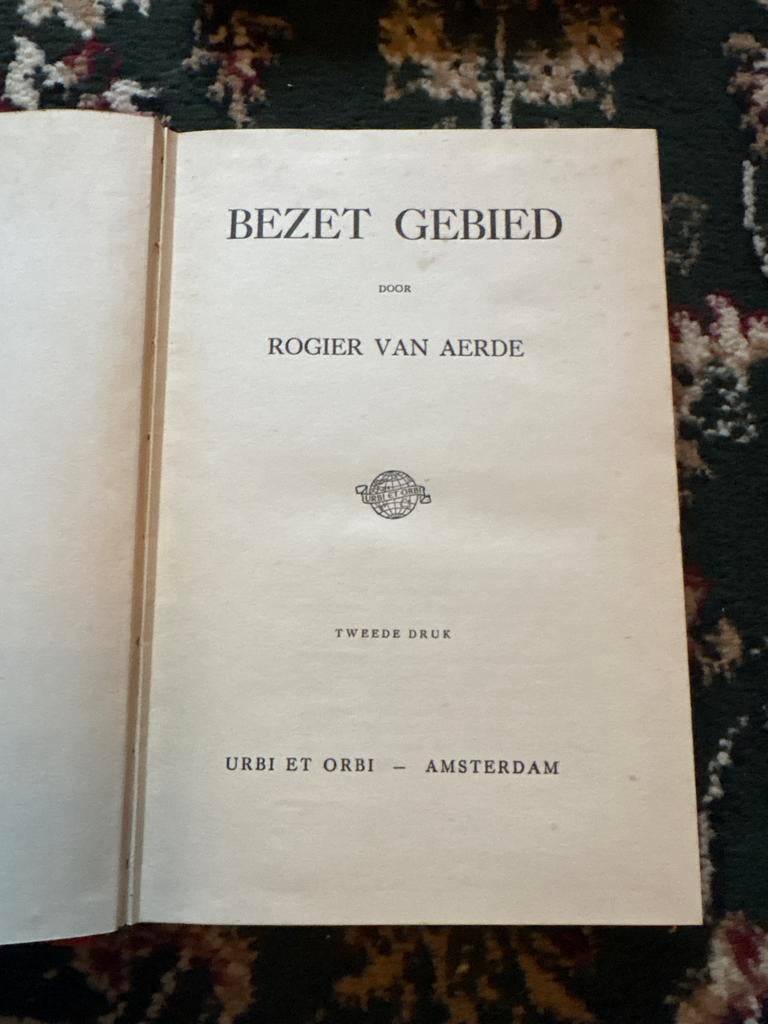 BEZET GEBIED
DOOR
ROGIER VAN AERDE
URBI ET ORBI
TWEEDE DRUK
URBI ET ORBI – AMSTERDAM